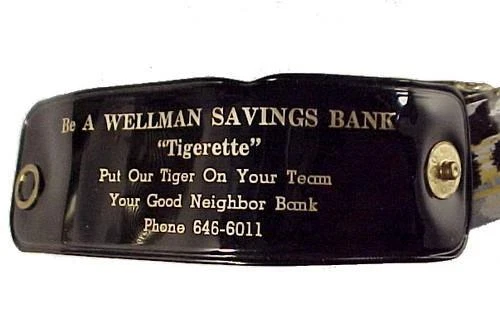 Be A WELLMAN SAVINGS BANK
"Tigerette"
Put Our Tiger On Your Team
Your Good Neighbor Bank
Phone 646-6011